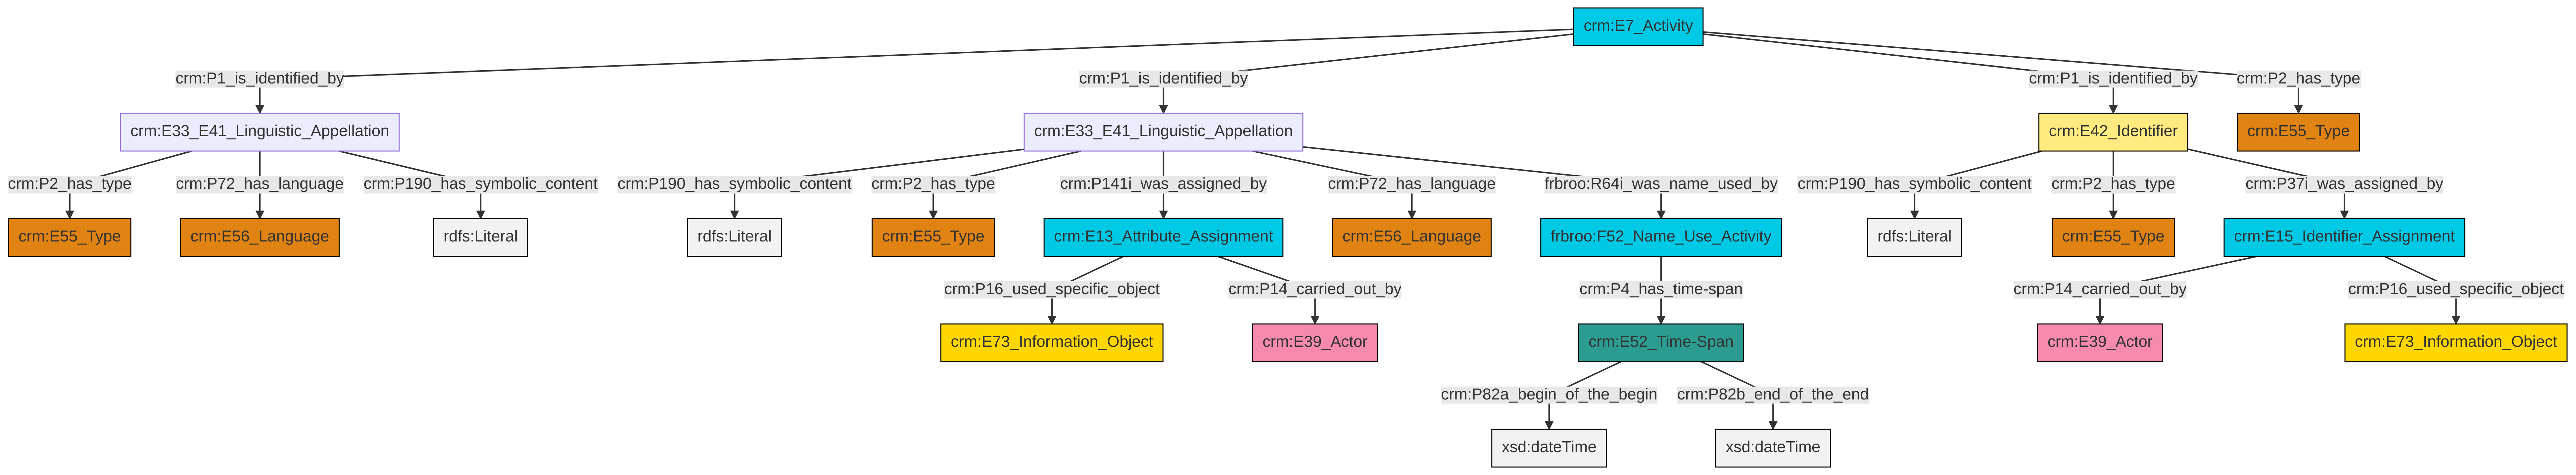 crm:E7_Activity
crm:P1_is_identified_by
crm:P1_is_identified_by
crm:P1_is_identified_by
crm:P2_has_type
crm:E33_E41_Linguistic_Appellation
crm:E33_E41_Linguistic_Appellation
crm:E42_Identifier
crm:E55_Type
crm:P2_has_type
crm:P72_has_language
crm:P190_has_symbolic_content
crm:P190_has_symbolic_content
crm:P2_has_type
crm:P141i_was_assigned_by
crm:P72_has_language
frbroo:R64i_was_name_used_by
crm:P190_has_symbolic_content
crm:P2_has_type
crm:P37i_was_assigned_by
crm:E55_Type
crm:E56_Language
rdfs:Literal
rdfs:Literal
crm:E55_Type
crm:E13_Attribute_Assignment
crm:E56_Language
frbroo:F52_Name_Use_Activity
rdfs:Literal
crm:E55_Type
crm:E15_Identifier_Assignment
crm:P16_used_specific_object
crm:P14_carried_out_by
crm:P4_has_time-span
crm:P14_carried_out_by
crm:P16_used_specific_object
crm:E73_Information_Object
crm:E39_Actor
crm:E52_Time-Span
crm:E39_Actor
crm:E73_Information_Object
crm:P82a_begin_of_the_begin
crm:P82b_end_of_the_end
xsd:dateTime
xsd:dateTime